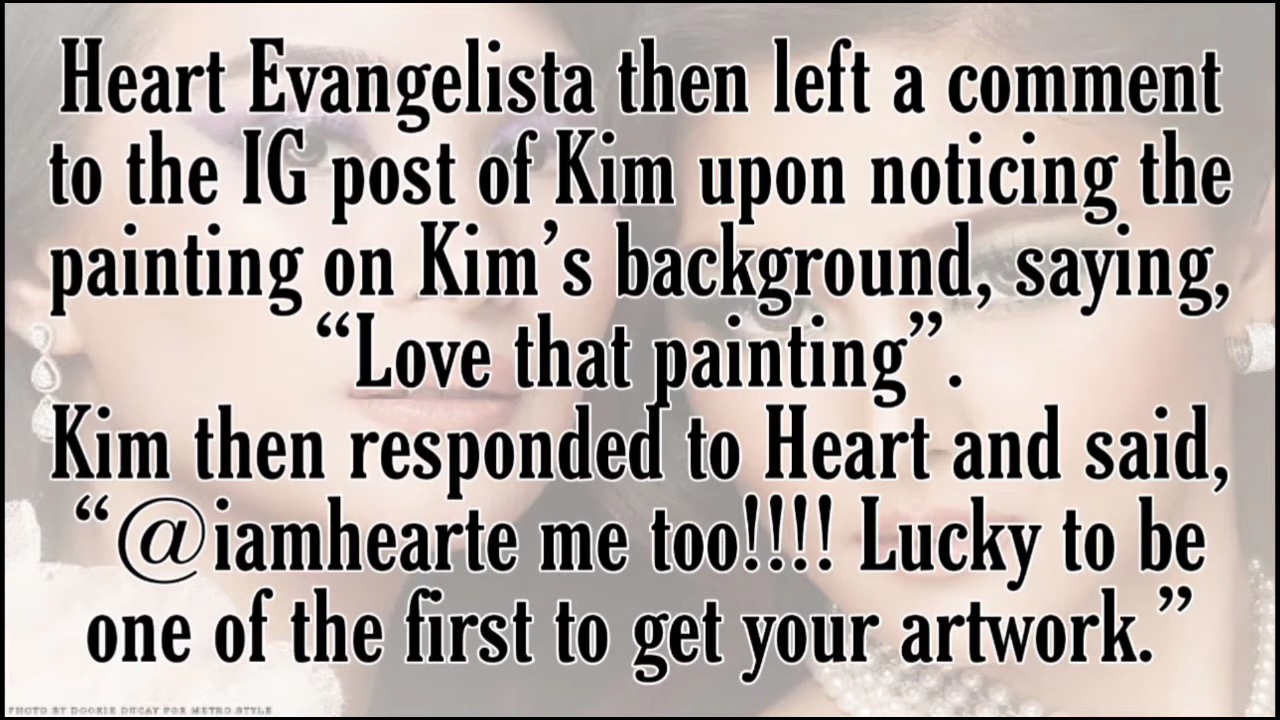 Heart Evangelista then left a comment
to the IG post of Kim upon noticing the
painting on Kim’s background, saying,
“Love that painting”.
Kim then responded to Heart and said,
“@iamhearte me too!!!! Lucky to be
one of the first to get your artwork.”
PHOTO BY DOOKIE DUCAY FOR METRO.STYLE